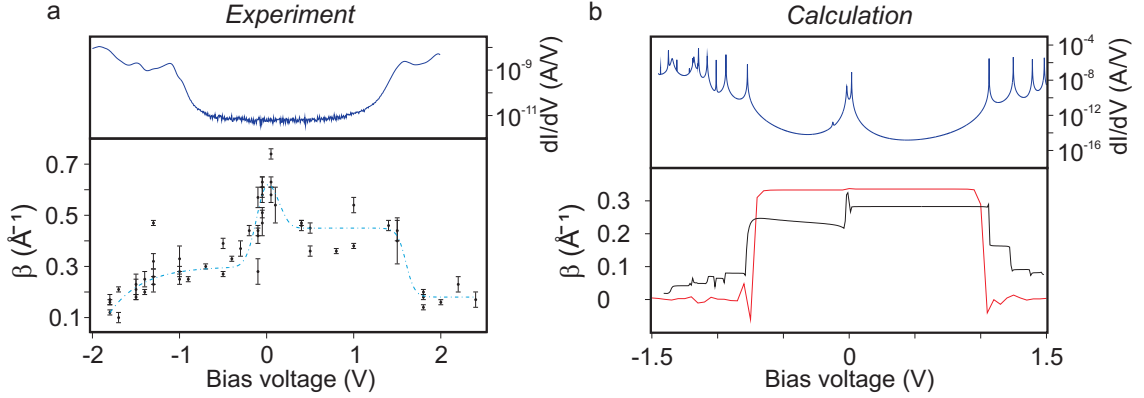 a
Experiment
10⁻⁹
10⁻¹¹
dI/dV (A/V)
0.7
0.5
0.3
0.1
β (Å⁻¹)
-2
-1
0
1
2
Bias voltage (V)
b
Calculation
10⁻⁴
10⁻⁸
10⁻¹²
10⁻¹⁶
dI/dV (A/V)
0.3
0.2
0.1
0
β (Å⁻¹)
-1.5
0
1.5
Bias voltage (V)